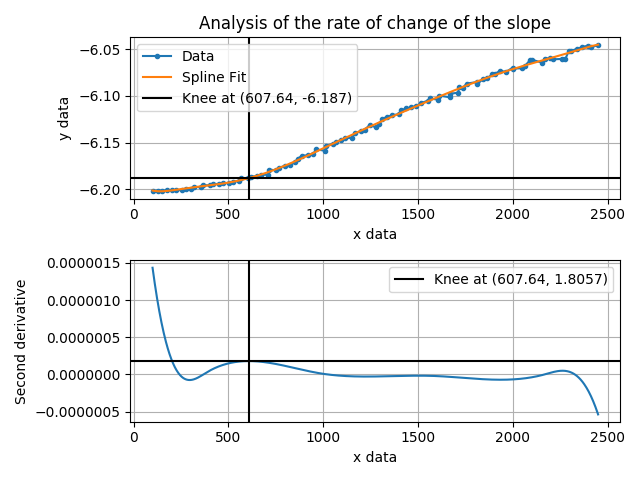 Analysis of the rate of change of the slope
Data
Spline Fit
Knee at (607.64, -6.187)
y data
−6.05
−6.10
−6.15
−6.20
0 500 1000 1500 2000 2500
x data
Knee at (607.64, 1.8057)
Second derivative
0.0000015
0.0000010
0.0000005
0.0000000
−0.0000005
0 500 1000 1500 2000 2500
x data